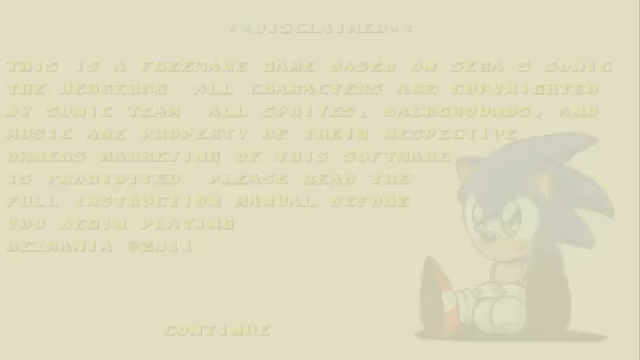 **DISCLAIMER**
THIS IS A FREEWARE GAME BASED ON SEGA S SONIC
THE HEDGEHOG ALL CHARACTERS ARE COPYRIGHTED
BY SONIC TEAM ALL SPRITES, BACKGROUNDS, AND
MUSIC ARE PROPERTY OF THEIR RESPECTIVE
OWNERS MARKETING OF THIS SOFTWARE
IS PROHIBITED PLEASE READ THE
FULL INSTRUCTION MANUAL BEFORE
YOU BEGIN PLAYING
©2011
CONTINUE